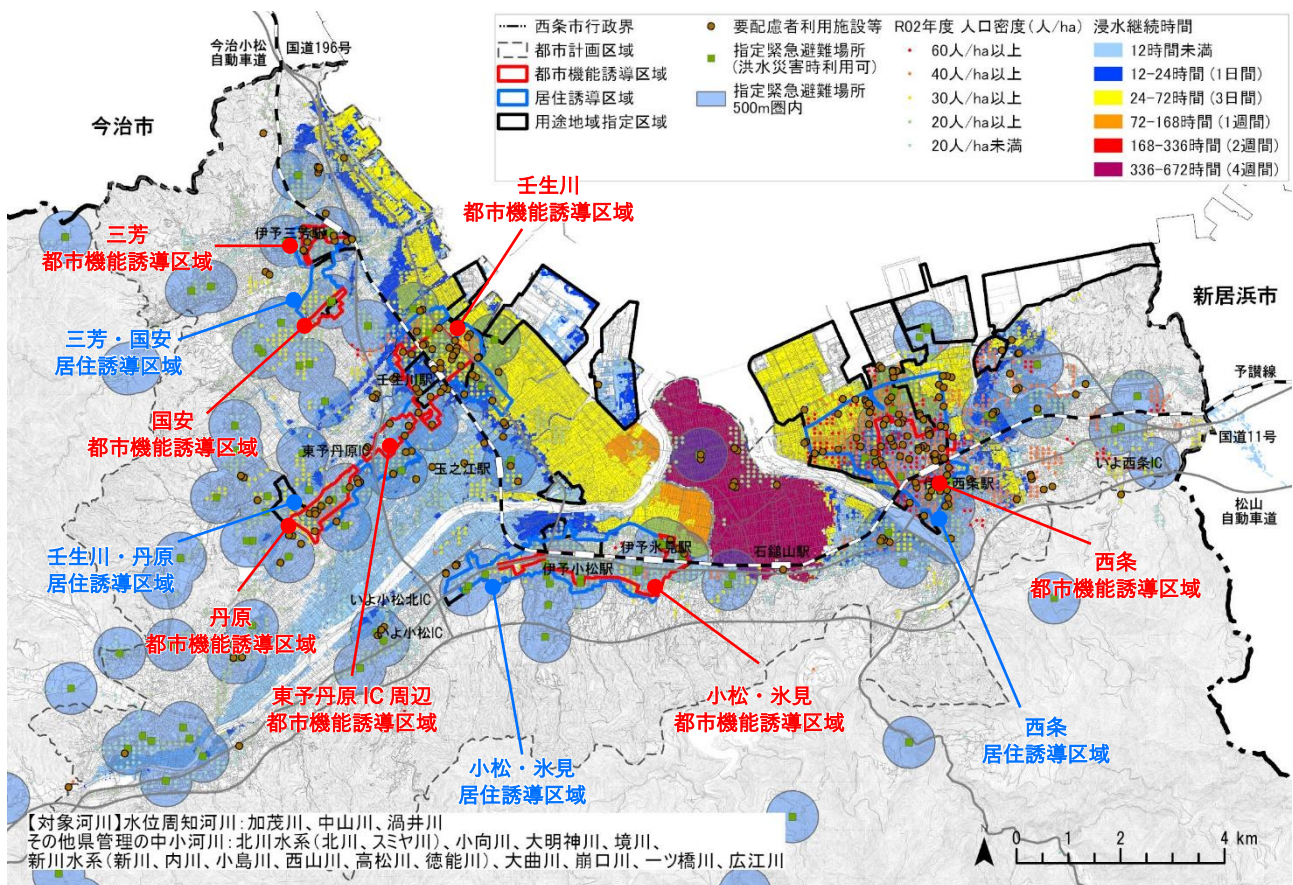 西条市行政界
都市計画区域
都市機能誘導区域
居住誘導区域
用途地域指定区域
要配慮者利用施設等
指定緊急避難場所
(洪水災害時利用可)
指定緊急避難場所
500m圏内
R02年度 人口密度(人/ha)
60人/ha以上
40人/ha以上
30人/ha以上
20人/ha以上
20人/ha未満
浸水継続時間
12時間未満
12-24時間(1日間)
24-72時間(3日間)
72-168時間(1週間)
168-336時間(2週間)
336-672時間(4週間)
今治小松
自動車道
国道196号
今治市
壬生川
都市機能誘導区域
三芳
都市機能誘導区域
伊予三芳駅
新居浜市
三芳・国安
居住誘導区域
壬生川駅
予讃線
国安
都市機能誘導区域
国道11号
東予丹原IC
玉之江駅
いよ西条IC
西条駅
松山
自動車道
壬生川・丹原
居住誘導区域
伊予氷見駅
石鎚山駅
伊予小松駅
西条
都市機能誘導区域
丹原
都市機能誘導区域
いよ小松北IC
いよ小松IC
東予丹原IC周辺
都市機能誘導区域
小松・氷見
都市機能誘導区域
西条
居住誘導区域
小松・氷見
居住誘導区域
【対象河川】水位周知河川:加茂川、中山川、渦井川
その他県管理の中小河川:北川水系(北川、スミヤ川)、小向川、大明神川、境川、
新川水系(新川、内川、小島川、西山川、高松川、徳能川)、大曲川、崩口川、一ツ橋川、広江川
0 1 2 4 km